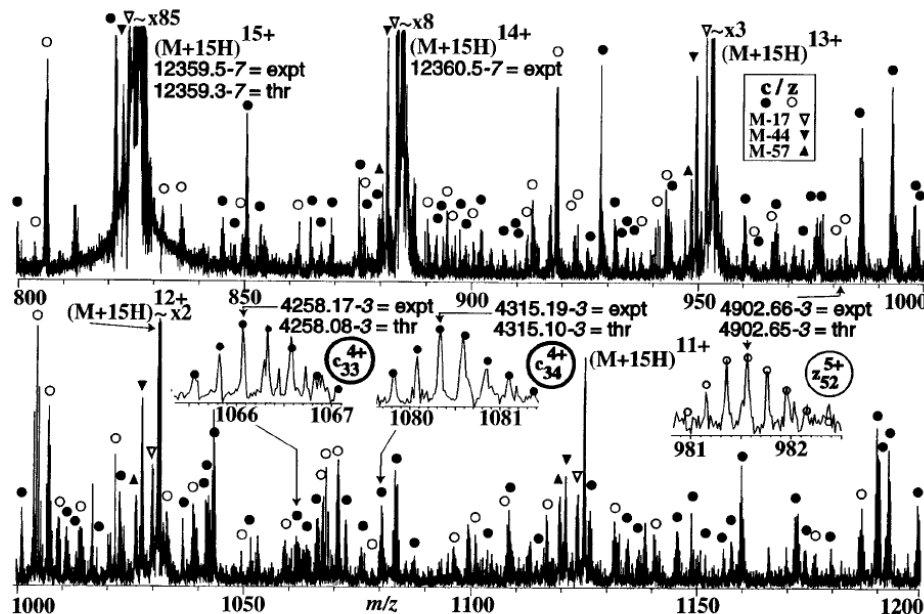 ▽~x85
(M+15H)15+
12359.5-7 = expt
12359.3-7 = thr
▽~x8
(M+15H)14+
12360.5-7 = expt
▽~x3
(M+15H)13+
c / z
● ○
M-17 ▽
M-44 ▼
M-57 ▲
800 850 900 950 1000
(M+15H)12+~x2
4258.17-3 = expt
4258.08-3 = thr
c33 4+
1066 1067
4315.19-3 = expt
4315.10-3 = thr
c34 4+
1080 1081
(M+15H)11+
4902.66-3 = expt
4902.65-3 = thr
z52 5+
981 982
1000 1050 m/z 1100 1150 1200